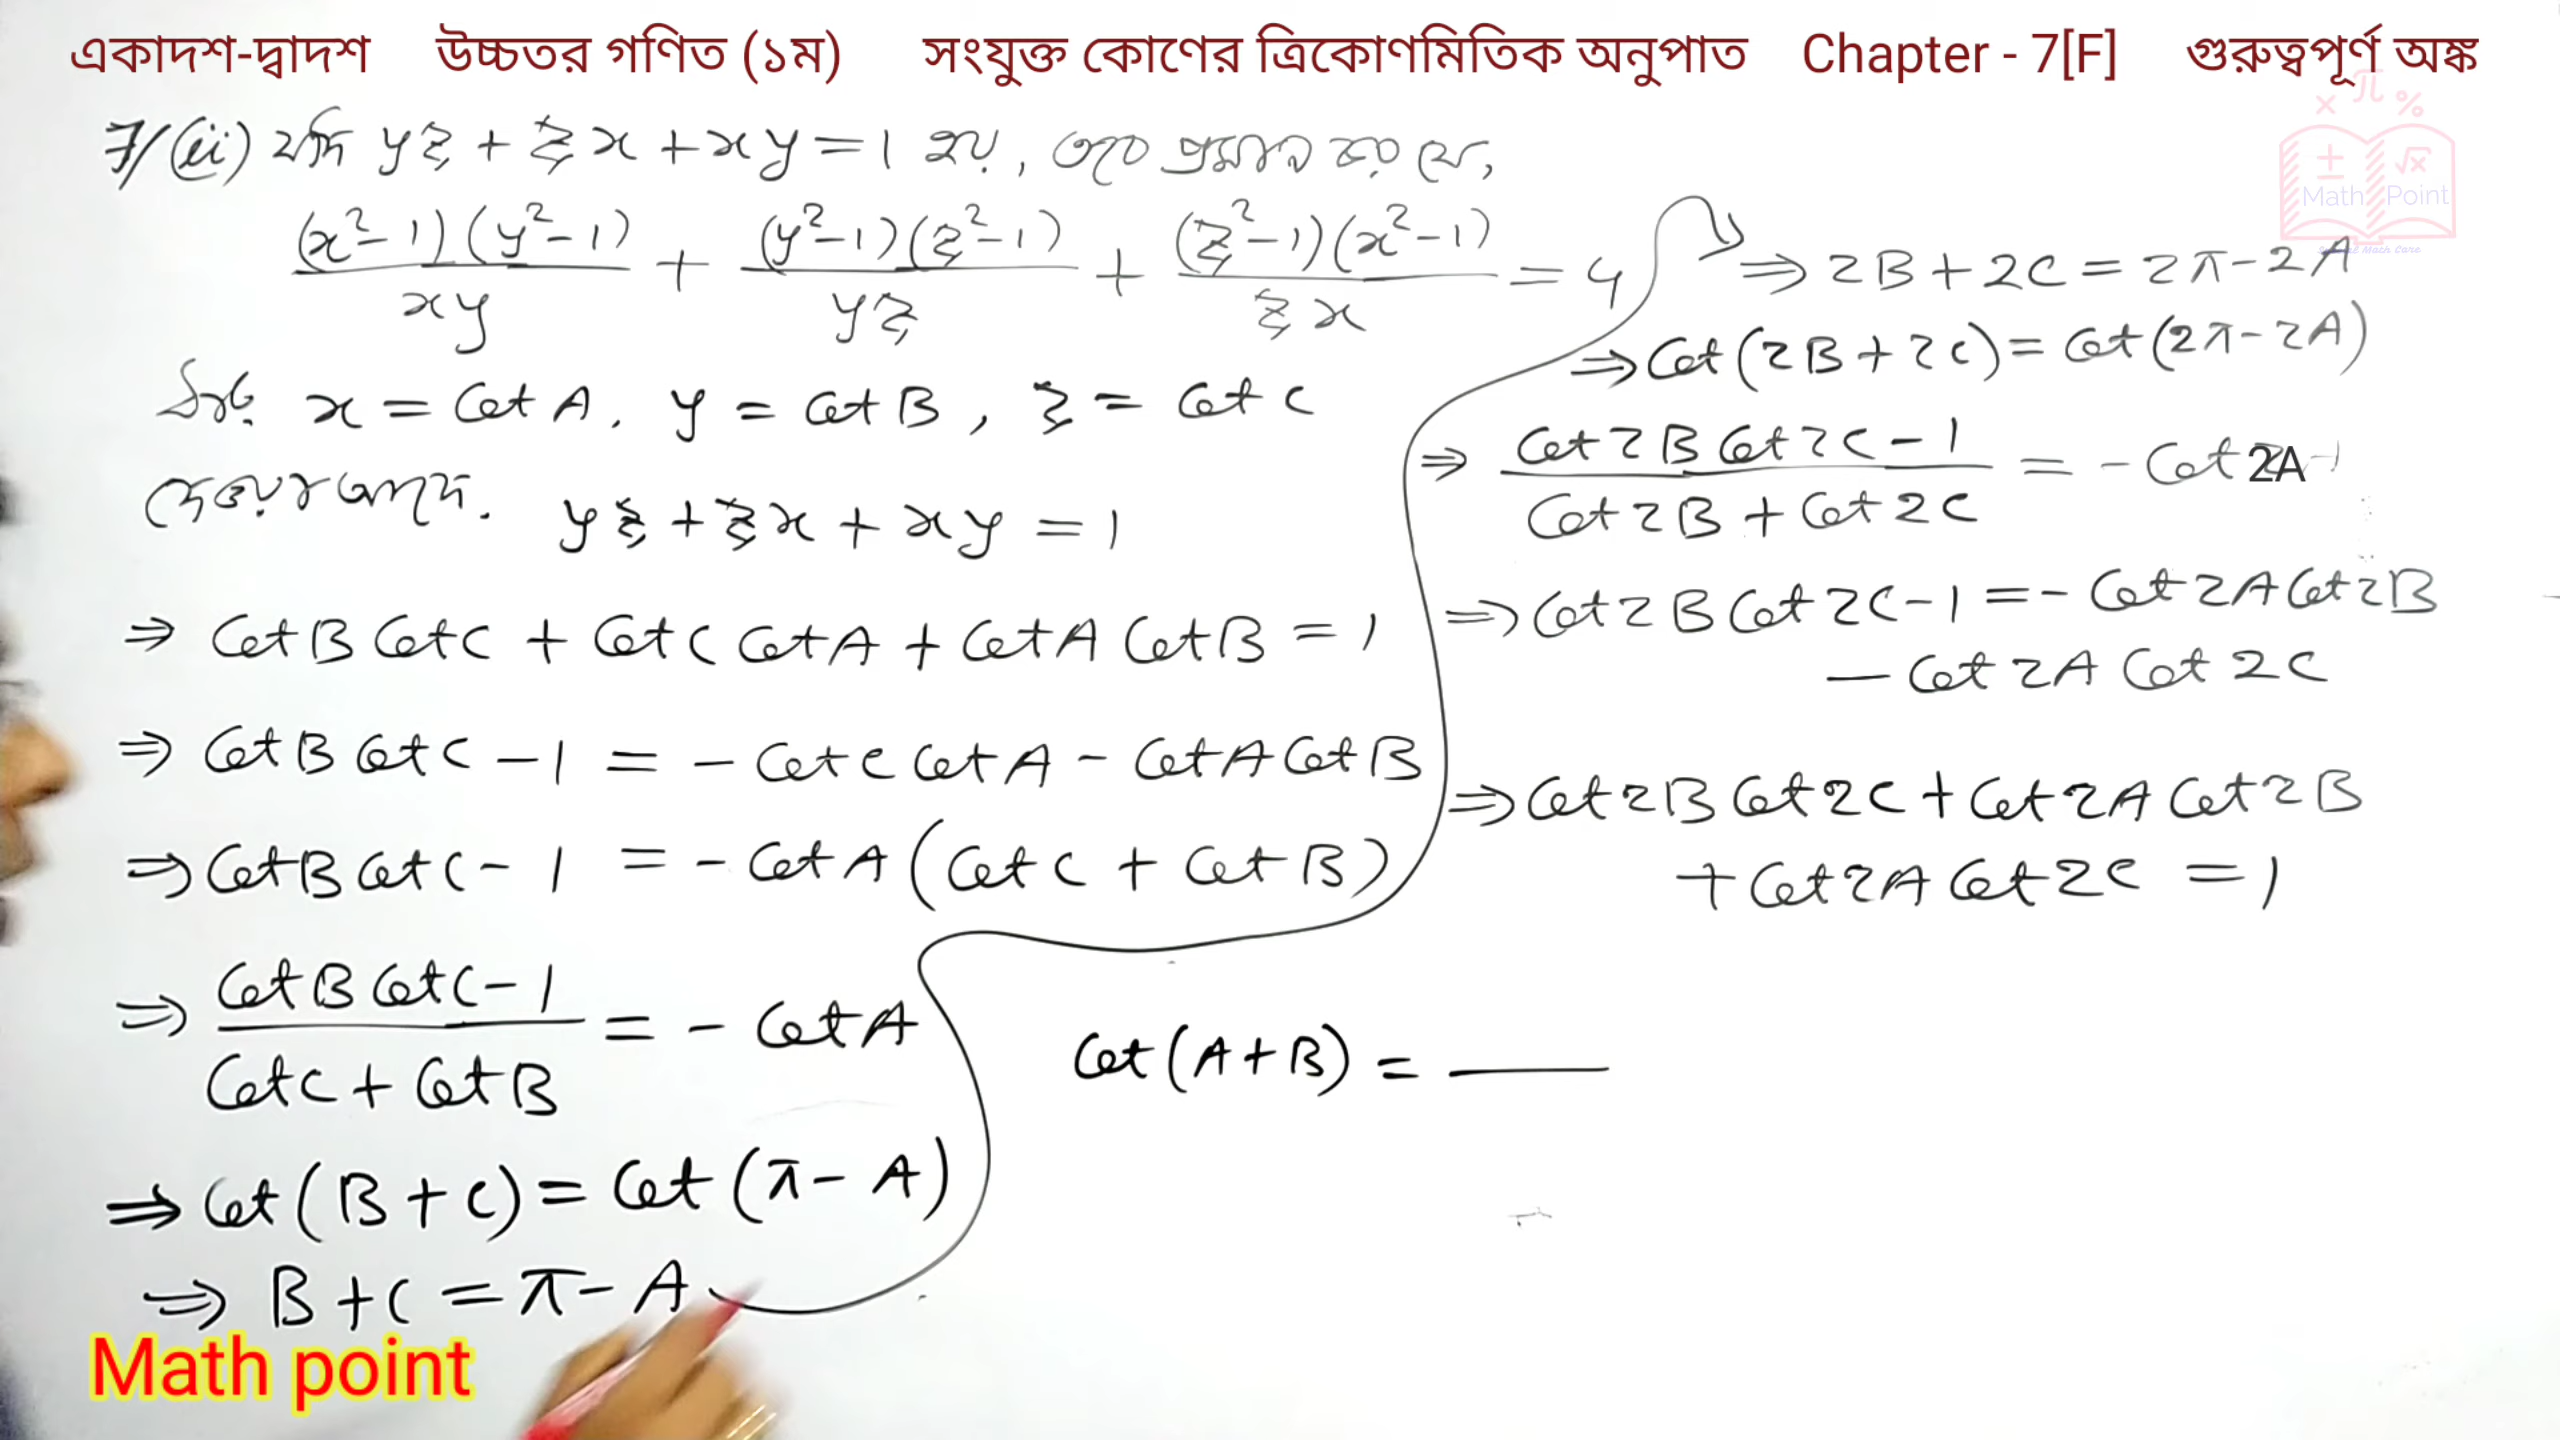 একাদশ-দ্বাদশ উচ্চতর গণিত (১ম) সংযুক্ত কোণের ত্রিকোণমিতিক অনুপাত Chapter - 7[F] গুরুত্বপূর্ণ অঙ্ক
7/(ii) যদি yz + zx + xy = 1 হয়, তবে প্রমান কর যে,
(x²-1)(y²-1)/xy + (y²-1)(z²-1)/yz + (z²-1)(x²-1)/zx = 4
ধরি, x = Cot A, y = Cot B, z = Cot C
দেওয়া আছে, yz + zx + xy = 1
⇒ Cot B Cot C + Cot C Cot A + Cot A Cot B = 1
⇒ Cot B Cot C - 1 = - Cot C Cot A - Cot A Cot B
⇒ Cot B Cot C - 1 = - Cot A (Cot C + Cot B)
⇒ Cot B Cot C - 1 / Cot C + Cot B = - Cot A
⇒ Cot (B + C) = Cot (π - A)
⇒ B + C = π - A
⇒ 2B + 2C = 2π - 2A
⇒ Cot (2B + 2C) = Cot (2π - 2A)
⇒ Cot 2B Cot 2C - 1 / Cot 2B + Cot 2C = - Cot 2A
⇒ Cot 2B Cot 2C - 1 = - Cot 2A Cot 2B
- Cot 2A Cot 2C
⇒ Cot 2B Cot 2C + Cot 2A Cot 2B
+ Cot 2A Cot 2C = 1
Cot (A + B) = ——
Math Point
Math point